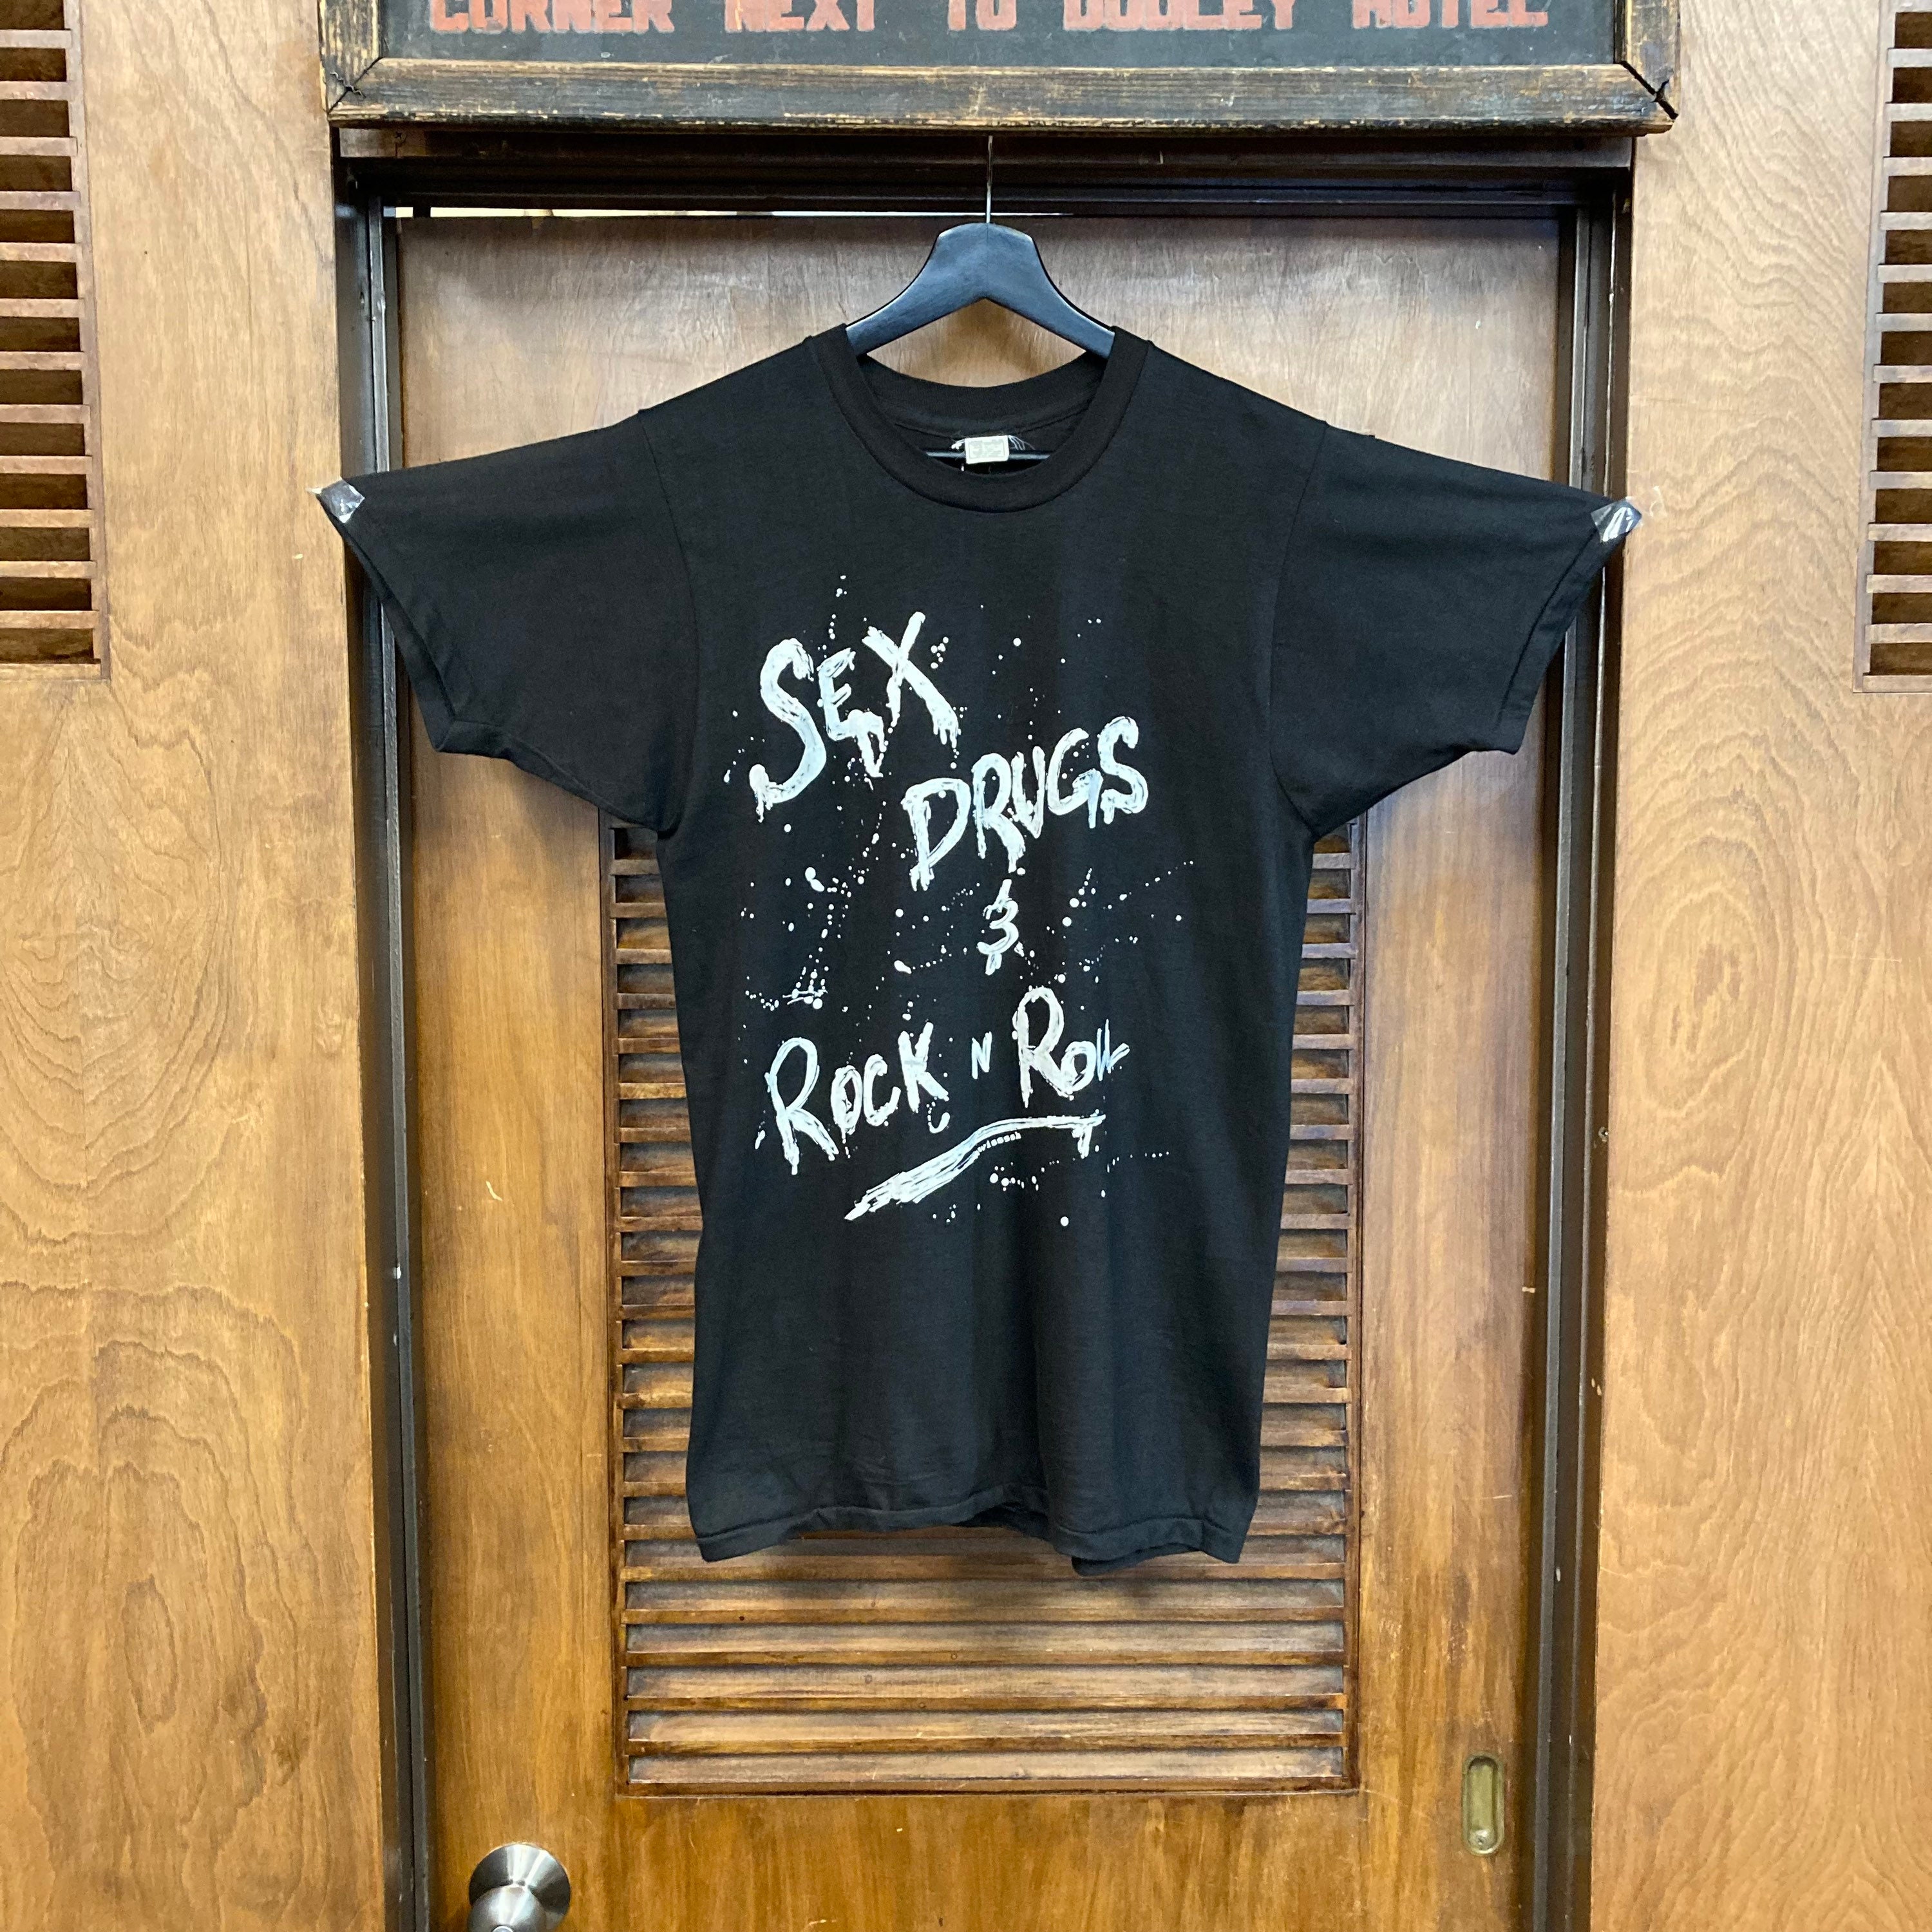 CORNER NEXT TO DUDLEY HOTEL
SEX
DRUGS
&
ROCK N ROLL